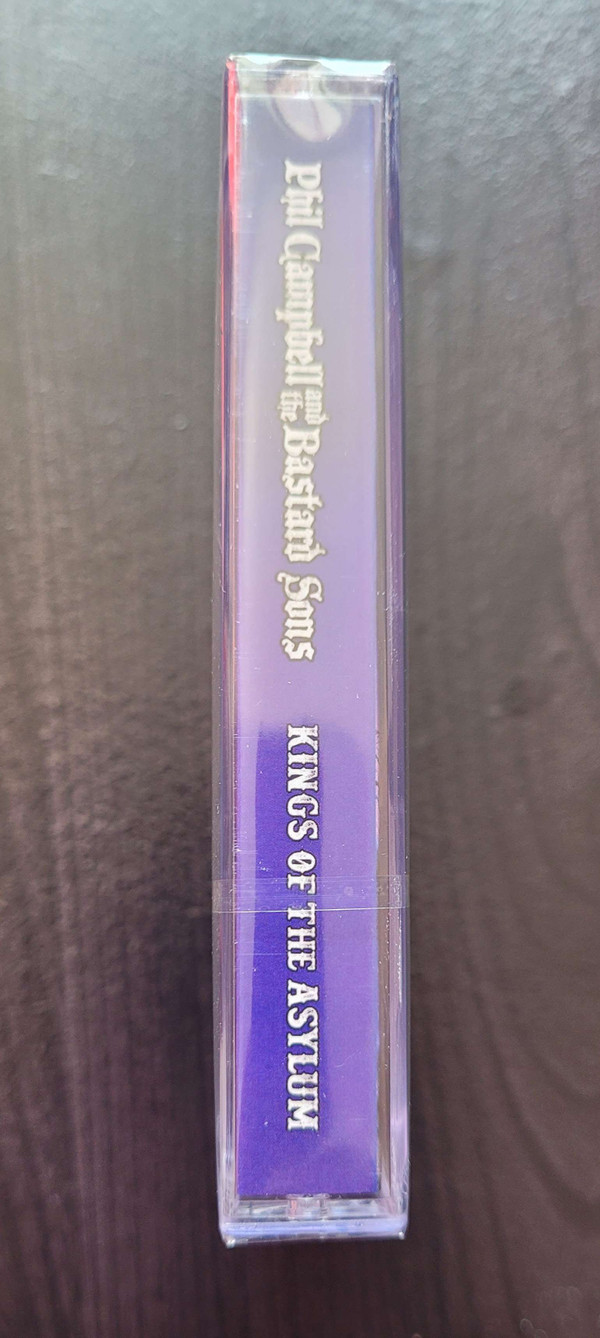 Phil Campbell and the Bastard Sons
KINGS OF THE ASYLUM